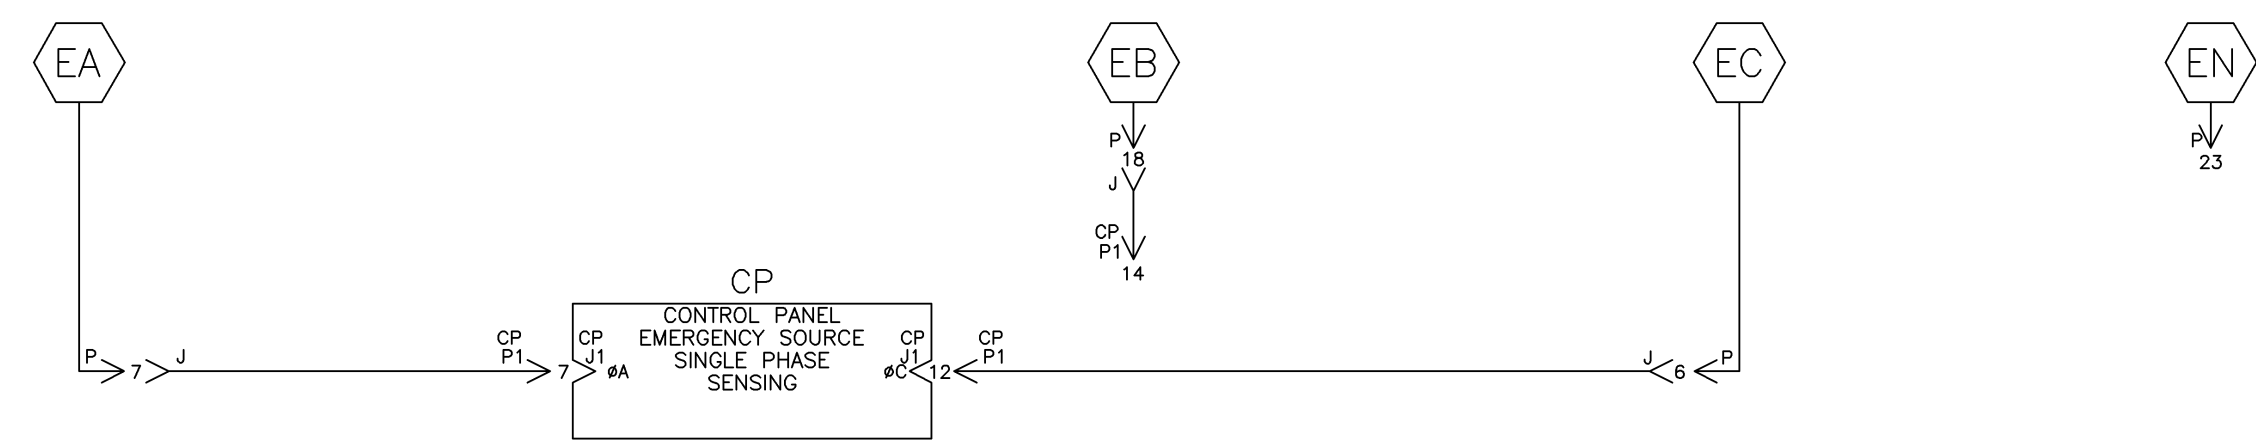 EA
EB
EC
EN
P
18
J
P
23
CP
P1
14
CP
CONTROL PANEL
EMERGENCY SOURCE
SINGLE PHASE
SENSING
P
7
J
CP
P1
7
CP
J1
øA
CP
J1
øC
12
CP
P1
J
6
P